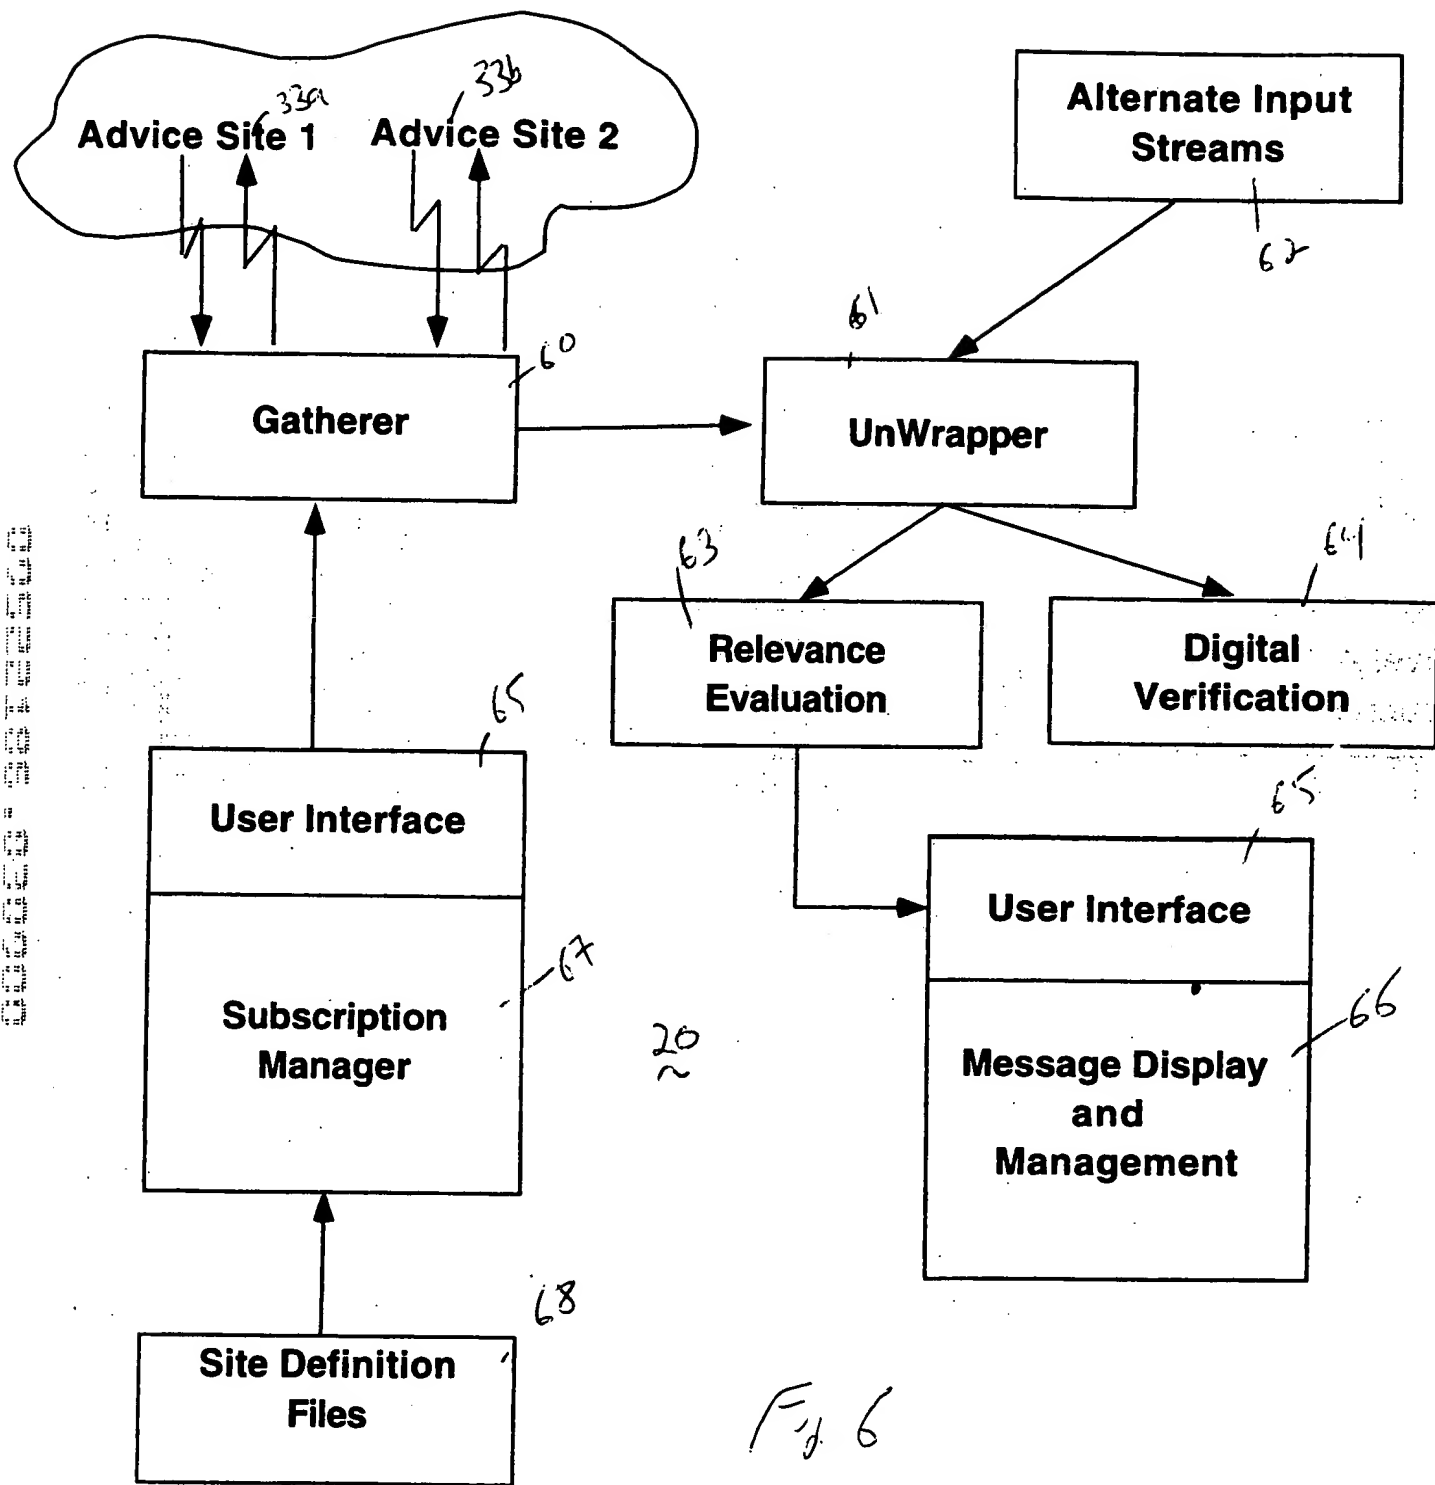 33a
33b
Advice Site 1
Advice Site 2
Alternate Input
Streams
62
60
61
Gatherer
UnWrapper
63
64
Relevance
Evaluation
Digital
Verification
65
User Interface
65
User Interface
67
Subscription
Manager
20
66
Message Display
and
Management
68
Site Definition
Files
Fig. 6